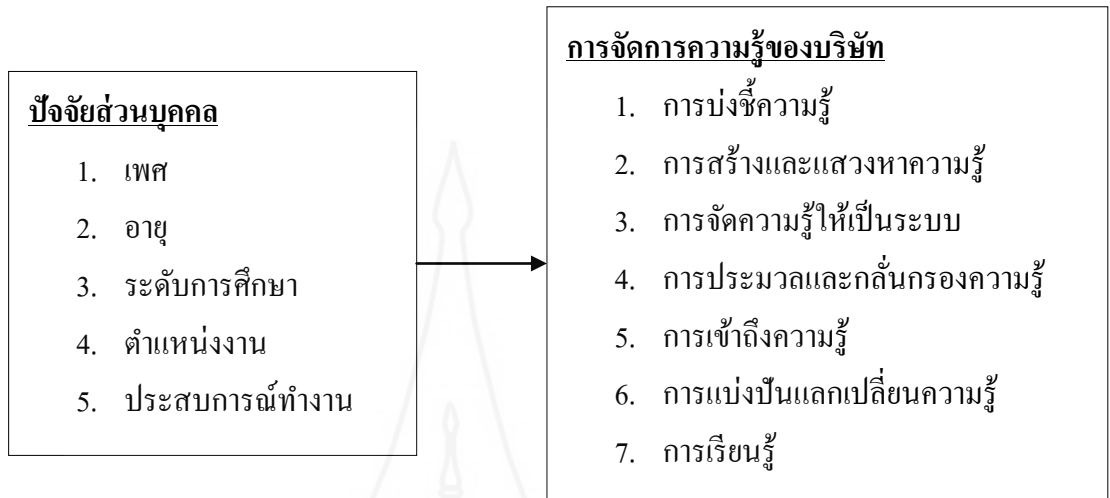 ปัจจัยส่วนบุคคล
1. เพศ
2. อายุ
3. ระดับการศึกษา
4. ตำแหน่งงาน
5. ประสบการณ์ทำงาน
การจัดการความรู้ของบริษัท
1. การบ่งชี้ความรู้
2. การสร้างและแสวงหาความรู้
3. การจัดความรู้ให้เป็นระบบ
4. การประมวลและกลั่นกรองความรู้
5. การเข้าถึงความรู้
6. การแบ่งปันแลกเปลี่ยนความรู้
7. การเรียนรู้